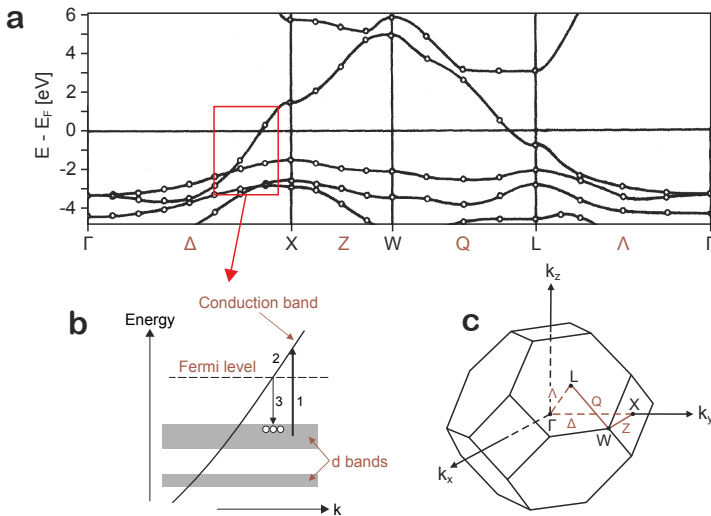 a
E - E_F [eV]
6
4
2
0
-2
-4
Γ Δ X Z W Q L Λ Γ
b
Energy
Conduction band
Fermi level
2
3
1
d bands
k
c
k_z
L
Λ
Q
X
Γ
Δ
W
Z
k_y
k_x